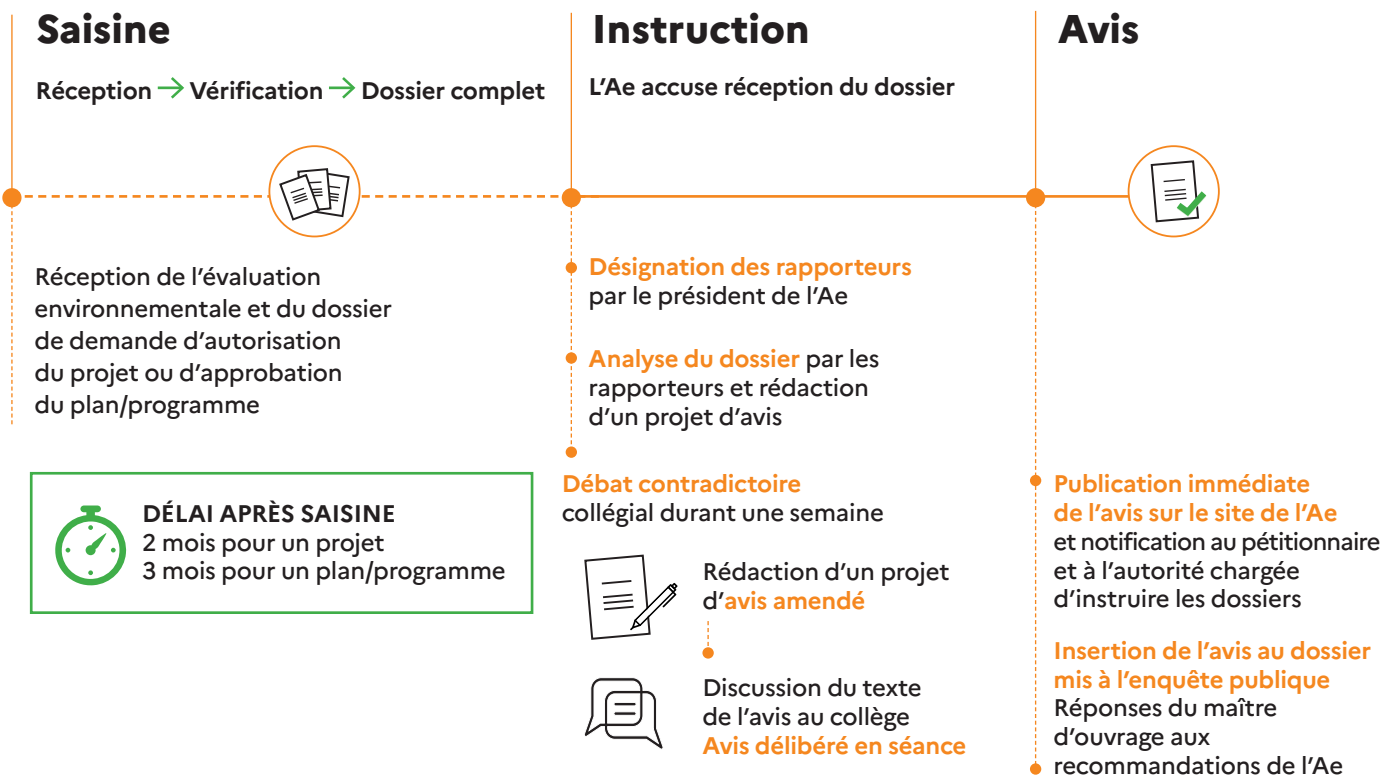 Saisine
Réception → Vérification → Dossier complet
Réception de l’évaluation
environnementale et du dossier
de demande d’autorisation
du projet ou d’approbation
du plan/programme
DÉLAI APRÈS SAISINE
2 mois pour un projet
3 mois pour un plan/programme
Instruction
L’Ae accuse réception du dossier
Désignation des rapporteurs
par le président de l’Ae
Analyse du dossier par les
rapporteurs et rédaction
d’un projet d’avis
Débat contradictoire
collégial durant une semaine
Rédaction d’un projet
d’avis amendé
Discussion du texte
de l’avis au collège
Avis délibéré en séance
Avis
Publication immédiate
de l’avis sur le site de l’Ae
et notification au pétitionnaire
et à l’autorité chargée
d’instruire les dossiers
Insertion de l’avis au dossier
mis à l’enquête publique
Réponses du maître
d’ouvrage aux
recommandations de l’Ae